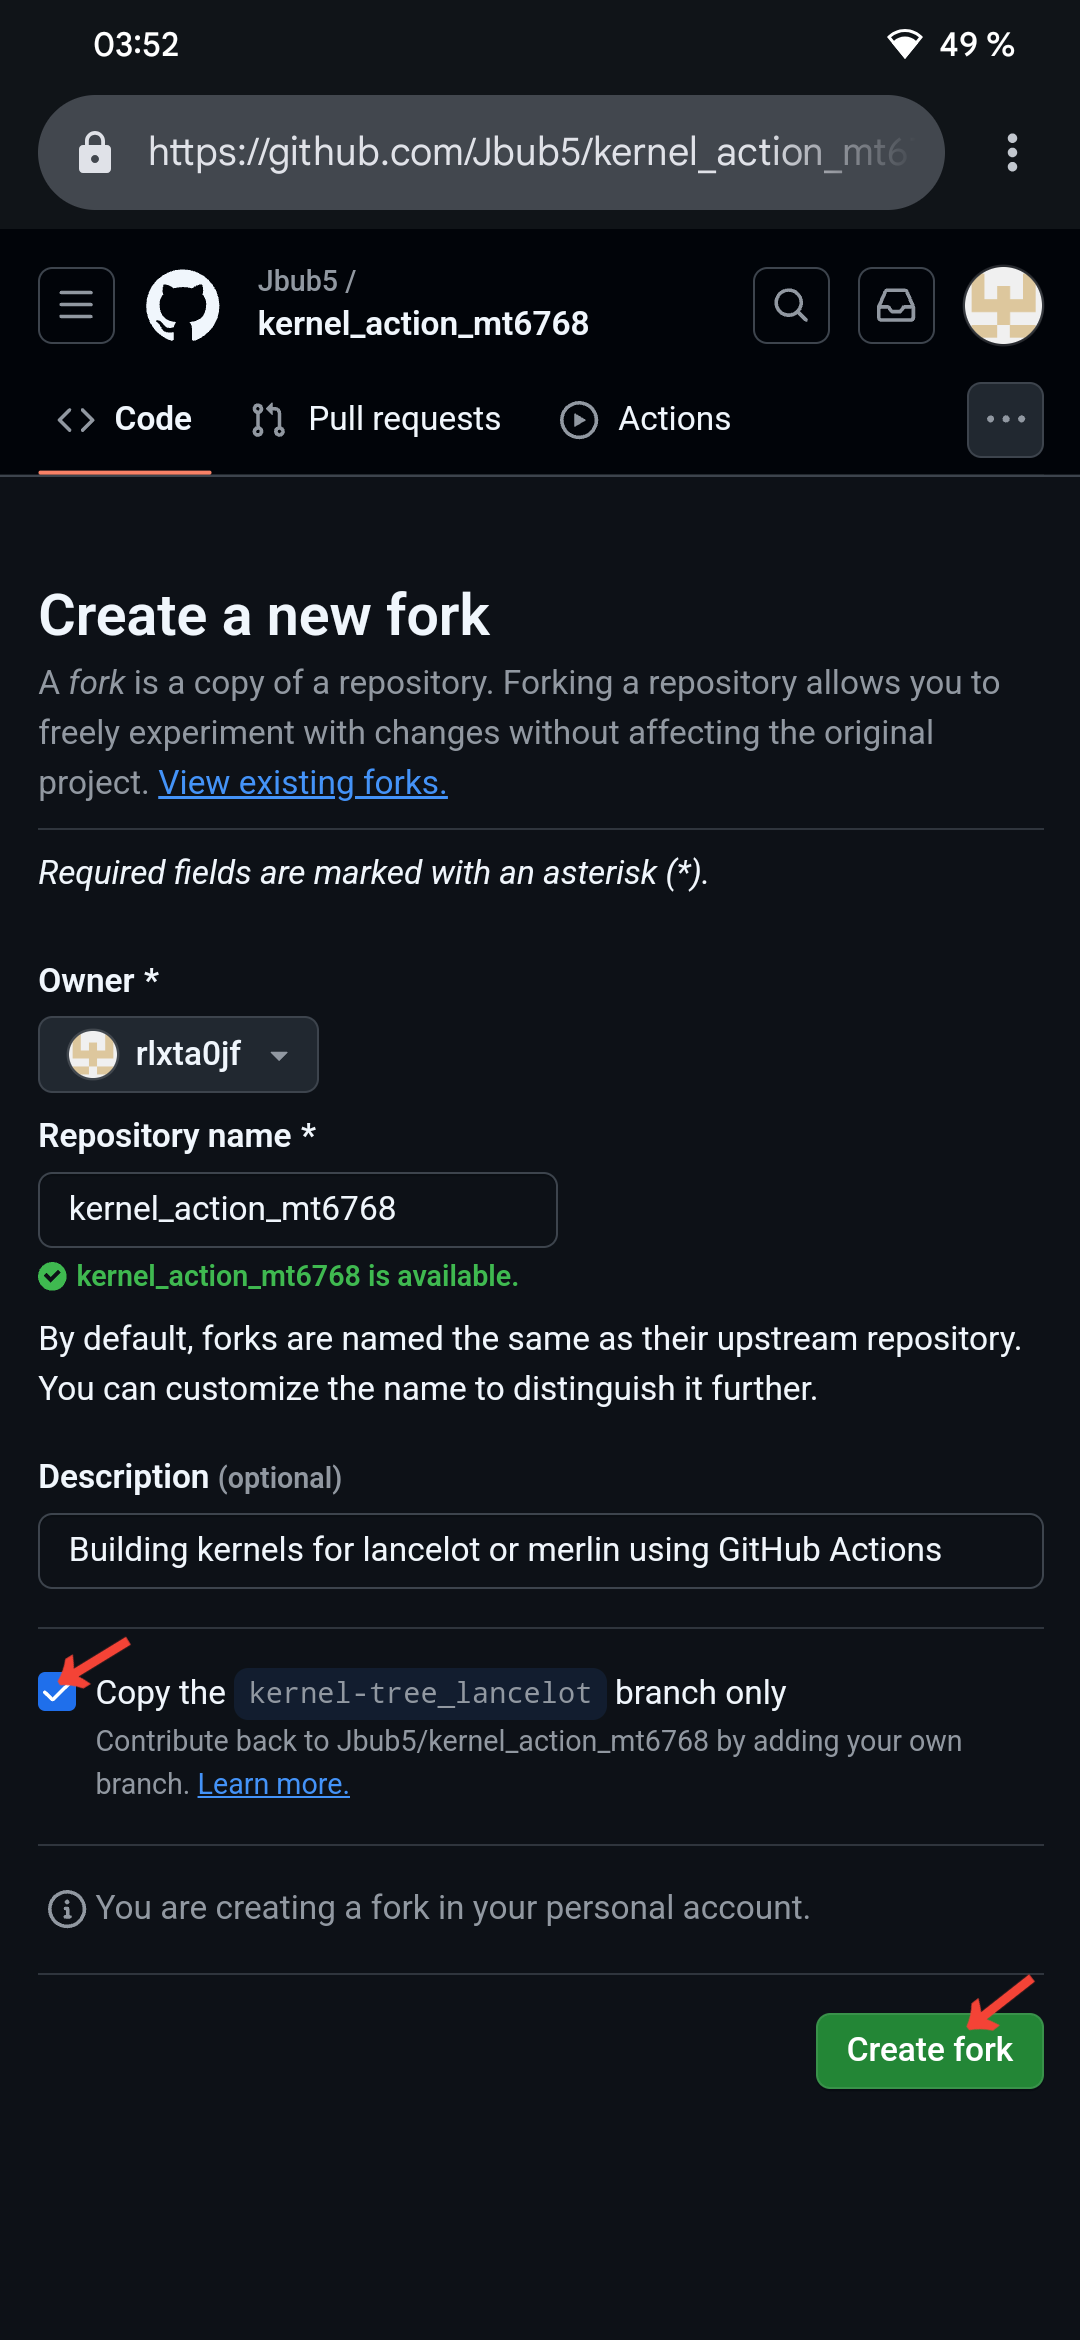 03:52
49 %
https://github.com/Jbub5/kernel_action_mt6
Jbub5 /
kernel_action_mt6768
Code
Pull requests
Actions
Create a new fork
A fork is a copy of a repository. Forking a repository allows you to
freely experiment with changes without affecting the original
project. View existing forks.
Required fields are marked with an asterisk (*).
Owner *
rlxta0jf
Repository name *
kernel_action_mt6768
kernel_action_mt6768 is available.
By default, forks are named the same as their upstream repository.
You can customize the name to distinguish it further.
Description (optional)
Building kernels for lancelot or merlin using GitHub Actions
Copy the kernel-tree_lancelot branch only
Contribute back to Jbub5/kernel_action_mt6768 by adding your own
branch. Learn more.
You are creating a fork in your personal account.
Create fork